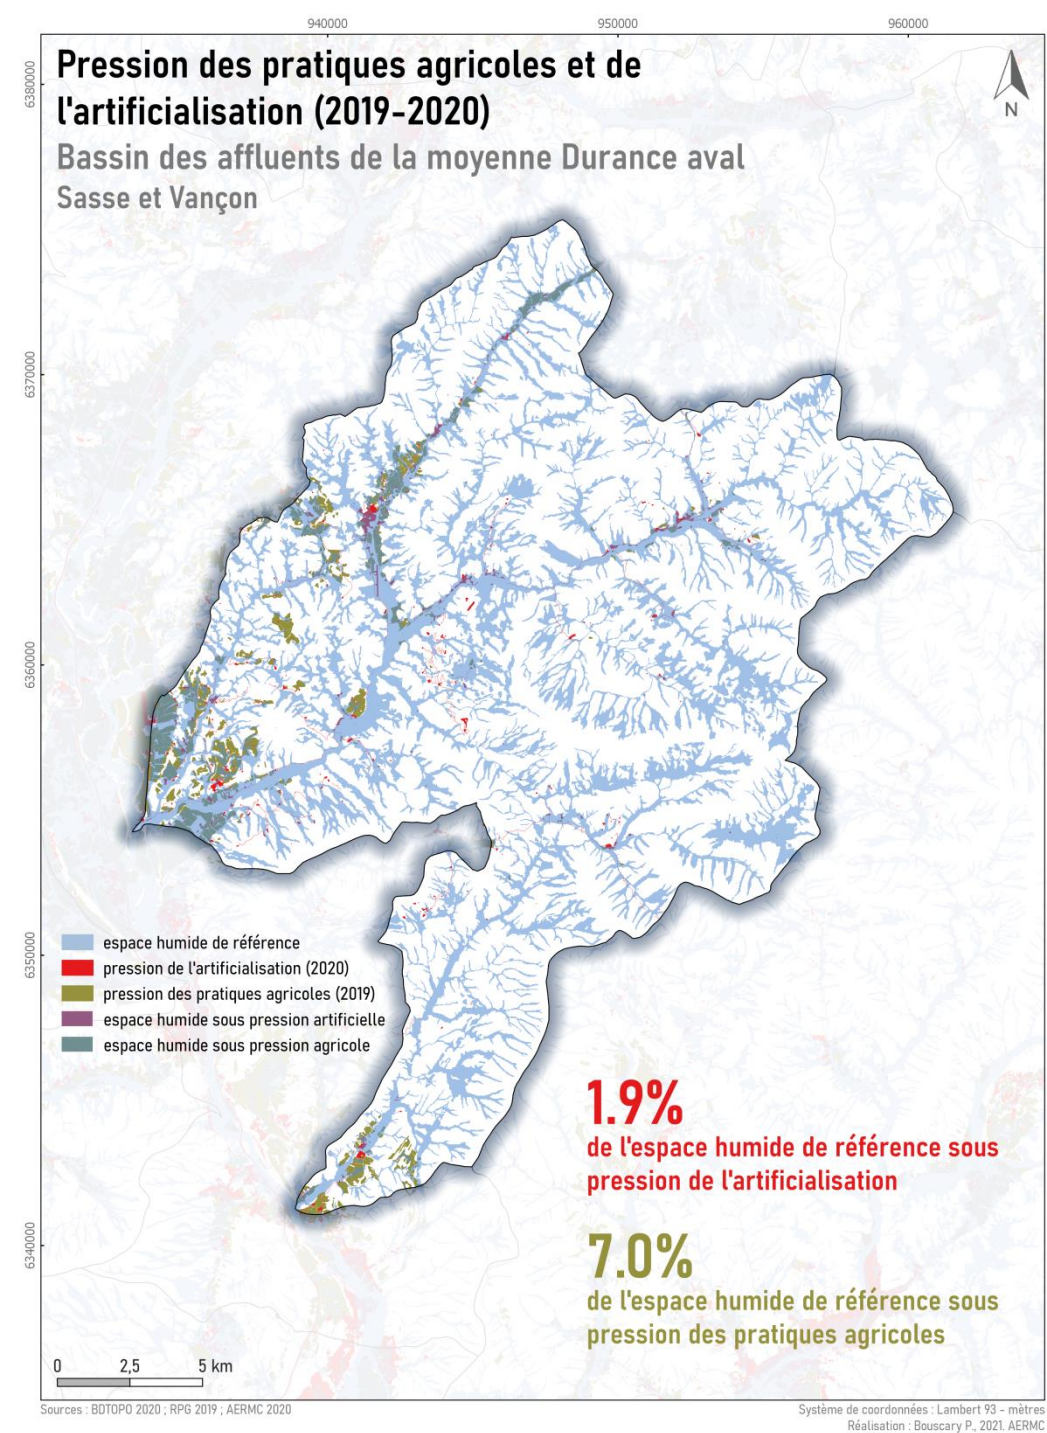 940000
950000
960000
6380000
6370000
6360000
6350000
6340000
Pression des pratiques agricoles et de
l'artificialisation (2019-2020)
Bassin des affluents de la moyenne Durance aval
Sasse et Vançon
N
espace humide de référence
pression de l'artificialisation (2020)
pression des pratiques agricoles (2019)
espace humide sous pression artificielle
espace humide sous pression agricole
1.9%
de l'espace humide de référence sous
pression de l'artificialisation
7.0%
de l'espace humide de référence sous
pression des pratiques agricoles
0 2,5 5 km
Sources : BDTOPO 2020 ; RPG 2019 ; AERMC 2020
Système de coordonnées : Lambert 93 - mètres
Réalisation : Bouscary P., 2021. AERMC